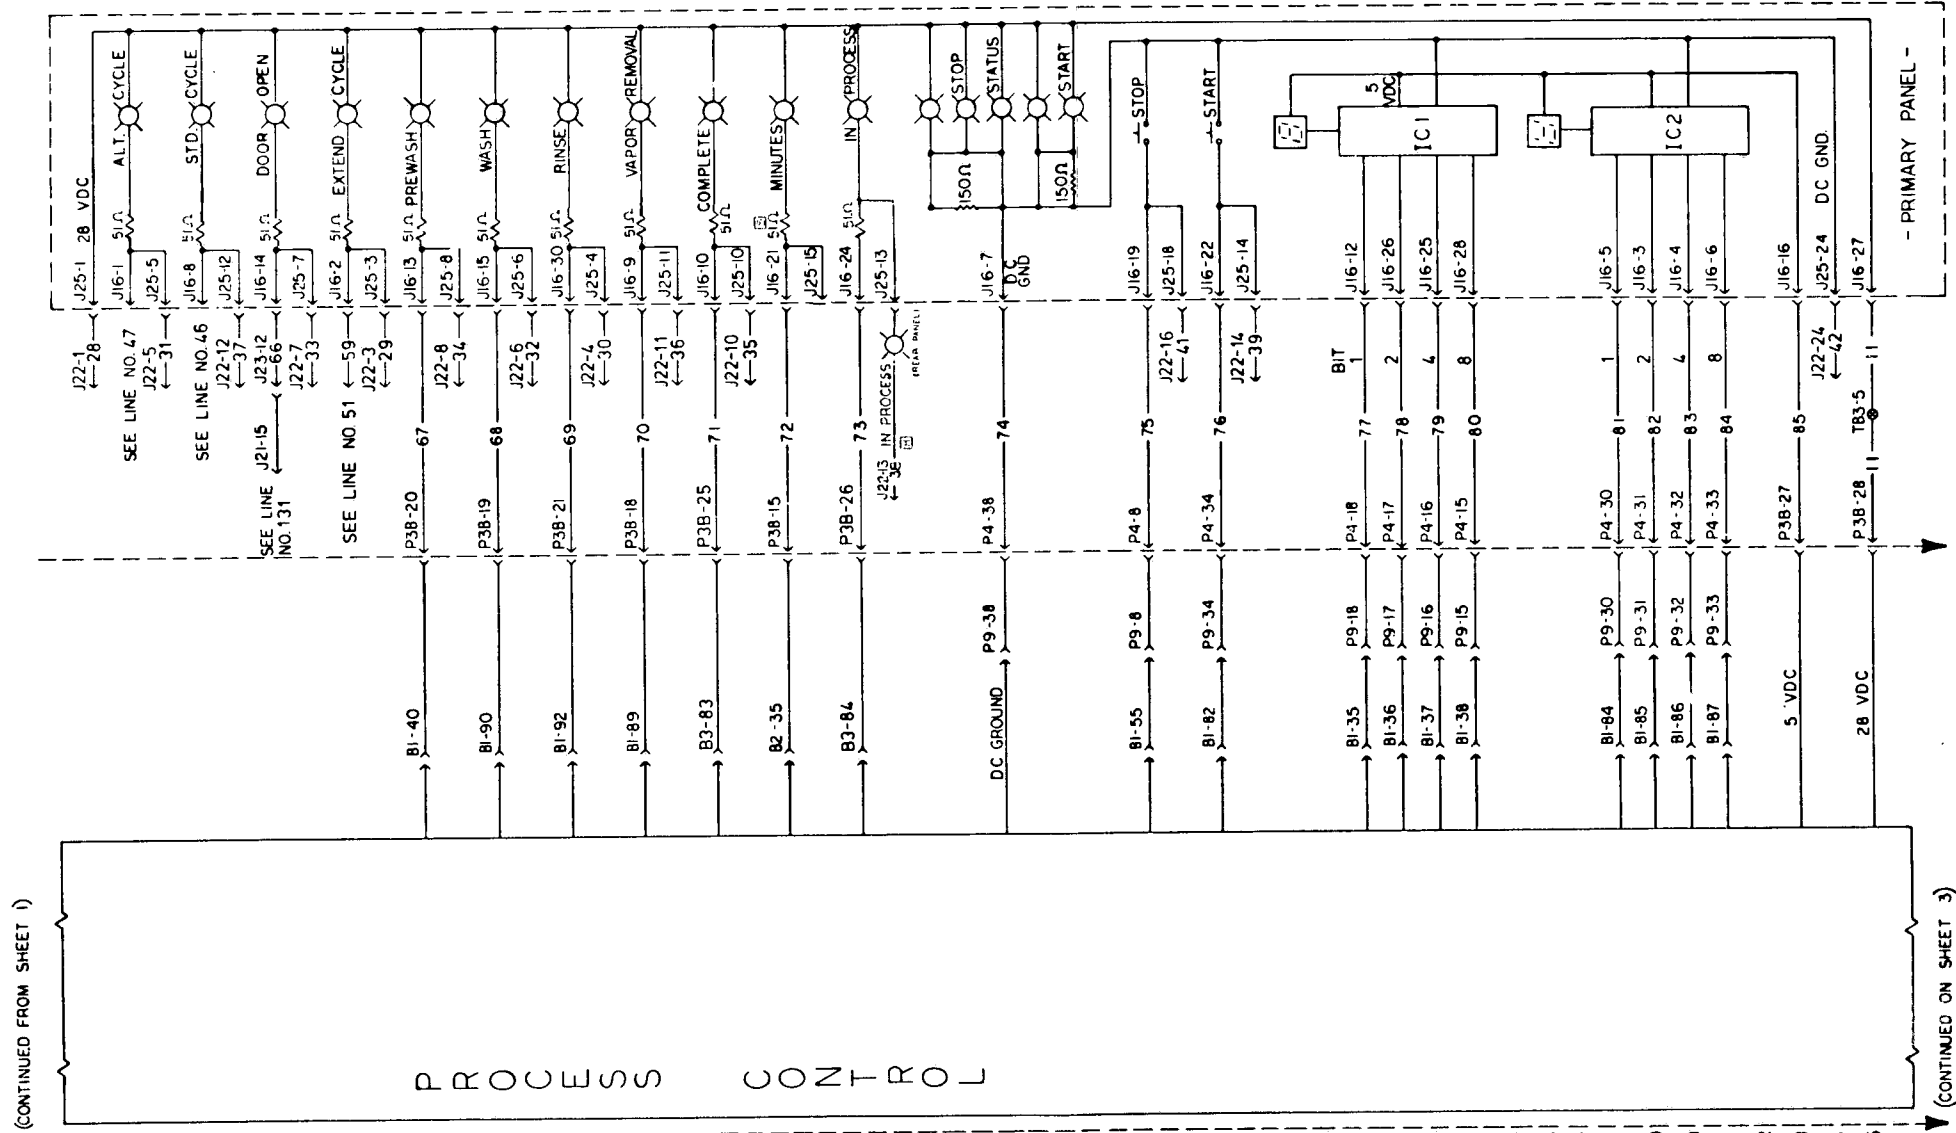 (CONTINUED FROM SHEET 1)
PROCESS CONTROL
(CONTINUED ON SHEET 3)
- PRIMARY PANEL -
J22-1
28
J25-1
28 VDC
SEE LINE NO. 47
J16-1
51Ω
ALT. CYCLE
J22-5
31
J25-5
SEE LINE NO. 46
J16-8
51Ω
STD. CYCLE
J22-12
37
J25-12
SEE LINE
NO. 131
J21-15
J23-12
66
J16-14
51Ω
DOOR OPEN
J22-7
33
J25-7
SEE LINE NO. 51
59
J16-2
51Ω
EXTEND CYCLE
J22-3
29
J25-3
B1-40
P3B-20
67
J16-13
51Ω
PREWASH
J22-8
34
J25-8
B1-90
P3B-19
68
J16-15
51Ω
WASH
J22-6
32
J25-6
B1-92
P3B-21
69
J16-30
51Ω
RINSE
J22-4
30
J25-4
B1-89
P3B-18
70
J16-9
51Ω
VAPOR REMOVAL
J22-11
36
J25-11
B3-83
P3B-25
71
J16-10
51Ω
COMPLETE
J22-10
35
J25-10
B2-35
P3B-15
72
J16-21
51Ω
MINUTES
J25-15
B3-84
P3B-26
73
J16-24
51Ω
IN PROCESS
J22-13
38
IN PROCESS
(REAR PANEL)
J25-13
DC GROUND
P9-38
P4-38
74
J16-7
DC
GND
150Ω
STOP
STATUS
150Ω
START
B1-55
P9-8
P4-8
75
J16-19
STOP
J22-16
41
J25-18
B1-82
P9-34
P4-34
76
J16-22
START
J22-14
39
J25-14
BIT
B1-35
P9-18
P4-18
77
1
J16-12
B1-36
P9-17
P4-17
78
2
J16-26
B1-37
P9-16
P4-16
79
4
J16-25
B1-38
P9-15
P4-15
80
8
J16-28
IC1
5
VDC
B1-84
P9-30
P4-30
81
1
J16-5
B1-85
P9-31
P4-31
82
2
J16-3
B1-86
P9-32
P4-32
83
4
J16-4
B1-87
P9-33
P4-33
84
8
J16-6
IC2
5 VDC
P3B-27
85
J16-16
J22-24
42
J25-24
DC GND.
28 VDC
P3B-28
11
TB3-5
11
J16-27